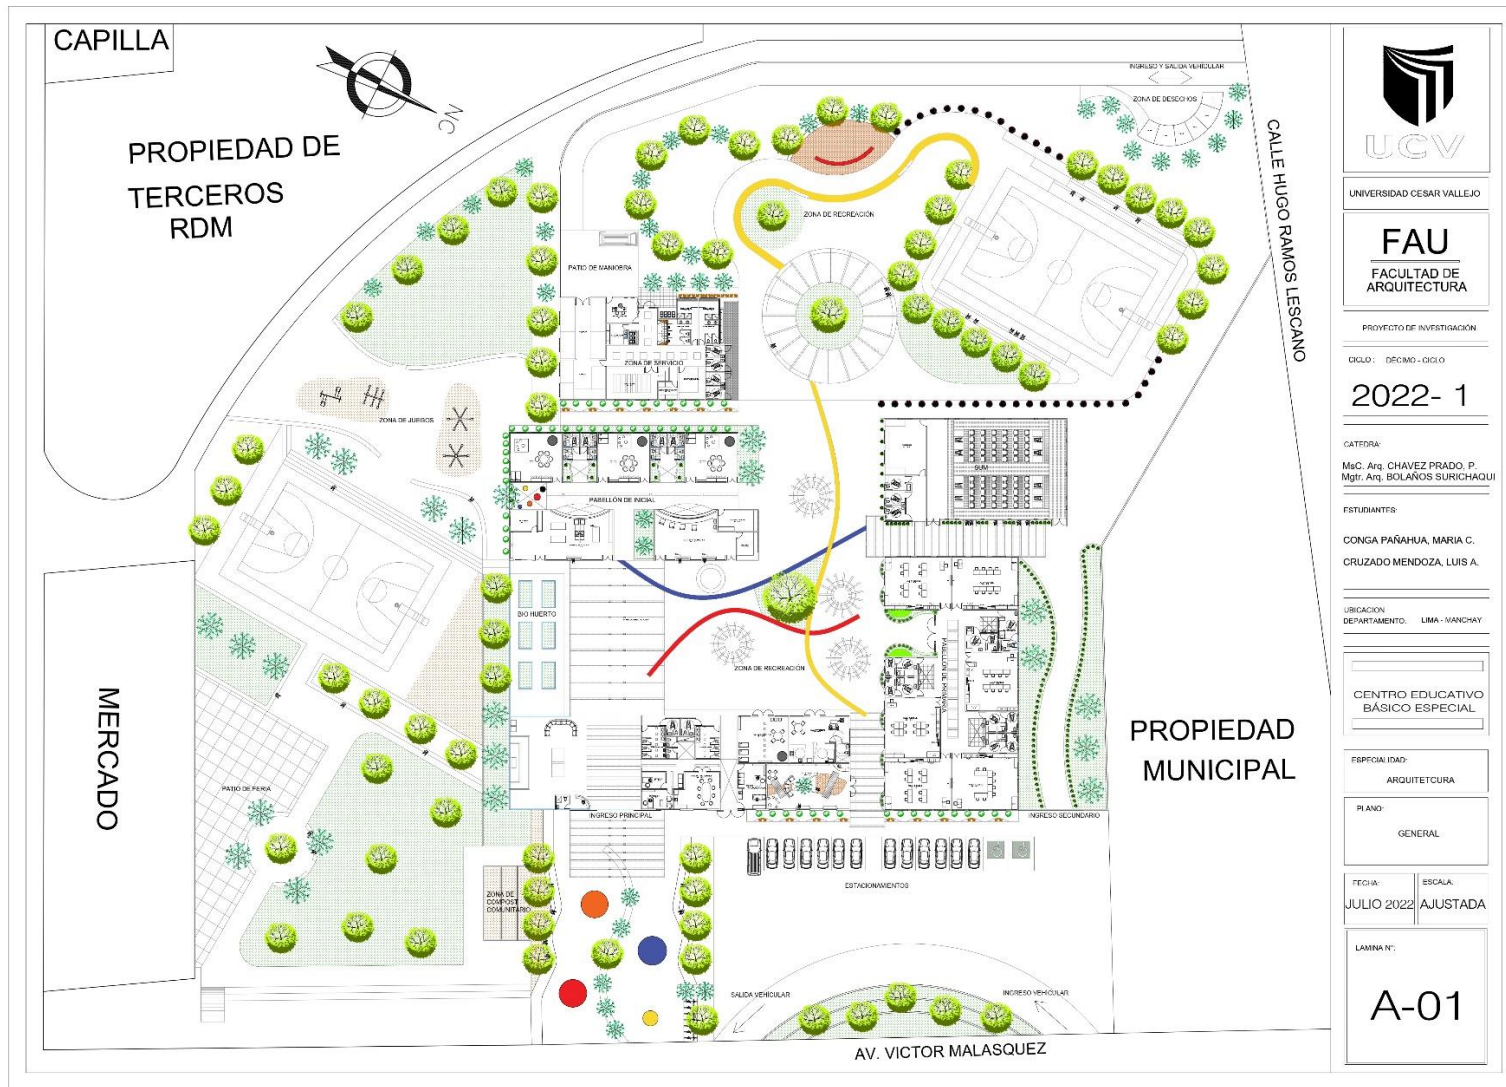 CAPILLA
NC
PROPIEDAD DE
TERCEROS
RDM
INGRESO Y SALIDA VEHICULAR
ZONA DE DESECHOS
CALLE HUGO RAMOS LESCANO
ZONA DE RECREACIÓN
PATIO DE MANIOBRA
ZONA DE SERVICIO
ZONA DE JUEGOS
SUM
PABELLÓN DE INICIAL
BIO HUERTO
ZONA DE RECREACIÓN
PABELLÓN DE PRIMARIA
MERCADO
PROPIEDAD
MUNICIPAL
PATIO DE FERIA
INGRESO PRINCIPAL
INGRESO SECUNDARIO
ZONA DE
COMPOST
COMUNITARIO
ESTACIONAMIENTOS
SALIDA VEHICULAR
INGRESO VEHICULAR
AV. VICTOR MALASQUEZ
UCV
UNIVERSIDAD CESAR VALLEJO
FAU
FACULTAD DE
ARQUITECTURA
PROYECTO DE INVESTIGACIÓN
CICLO: DÉCIMO - CICLO
2022- 1
CATEDRA:
MsC. Arq. CHAVEZ PRADO, P.
Mgtr. Arq. BOLAÑOS SURICHAQUI
ESTUDIANTES:
CONGA PAÑAHUA, MARIA C.
CRUZADO MENDOZA, LUIS A.
UBICACION
DEPARTAMENTO: LIMA - MANCHAY
CENTRO EDUCATIVO
BÁSICO ESPECIAL
ESPECIALIDAD:
ARQUITETCURA
PLANO:
GENERAL
FECHA:
JULIO 2022
ESCALA:
AJUSTADA
LAMINA N°:
A-01